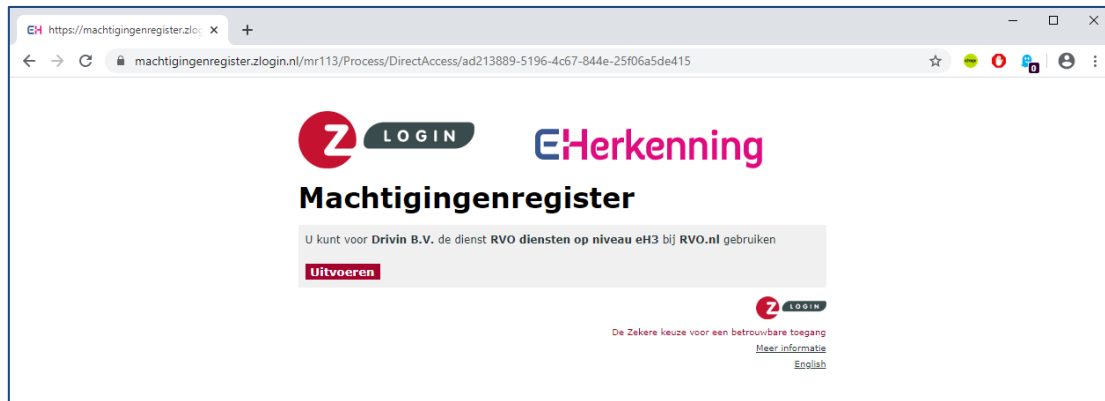 EH https://machtigingenregister.zlog
machtigingenregister.zlogin.nl/mr113/Process/DirectAccess/ad213889-5196-4c67-844e-25f06a5de415
0
Z LOGIN
EHerkenning
Machtigingenregister
U kunt voor Drivin B.V. de dienst RVO diensten op niveau eH3 bij RVO.nl gebruiken
Uitvoeren
Z LOGIN
De Zekere keuze voor een betrouwbare toegang
Meer informatie
English